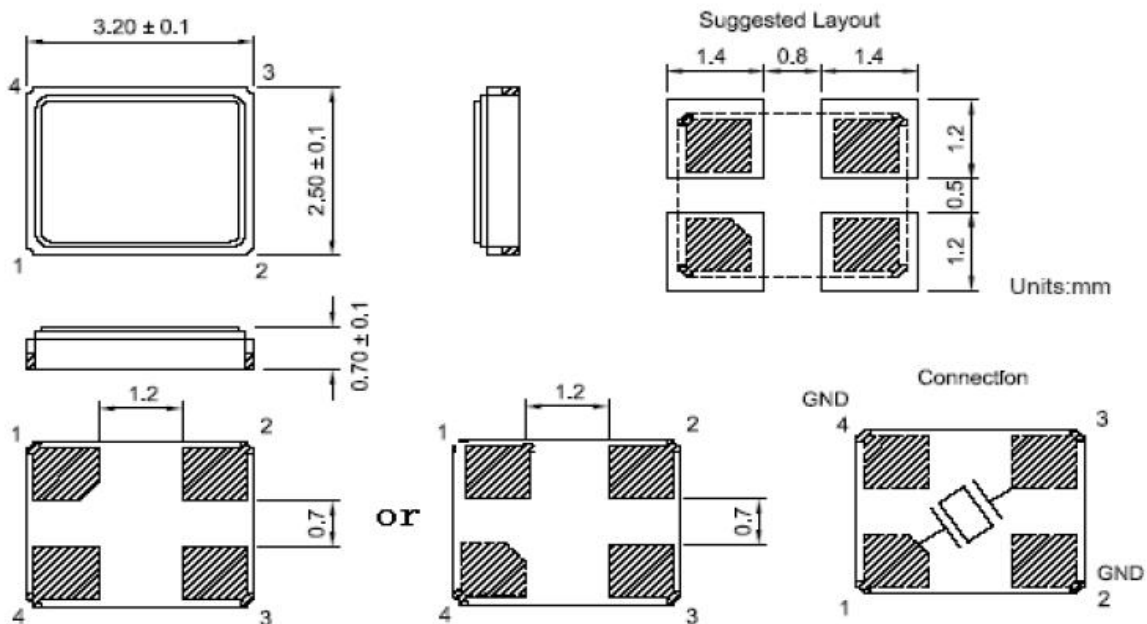 3.20 ± 0.1
Suggested Layout
1.4 0.8 1.4
4 3
2.50 ± 0.1
1.2
0.5
1.2
1 2
Units:mm
0.70 ± 0.1
1.2
1.2
Connection
GND
1 2
1 2
4 3
0.7
or
0.7
GND
4 3
4 3
1 2